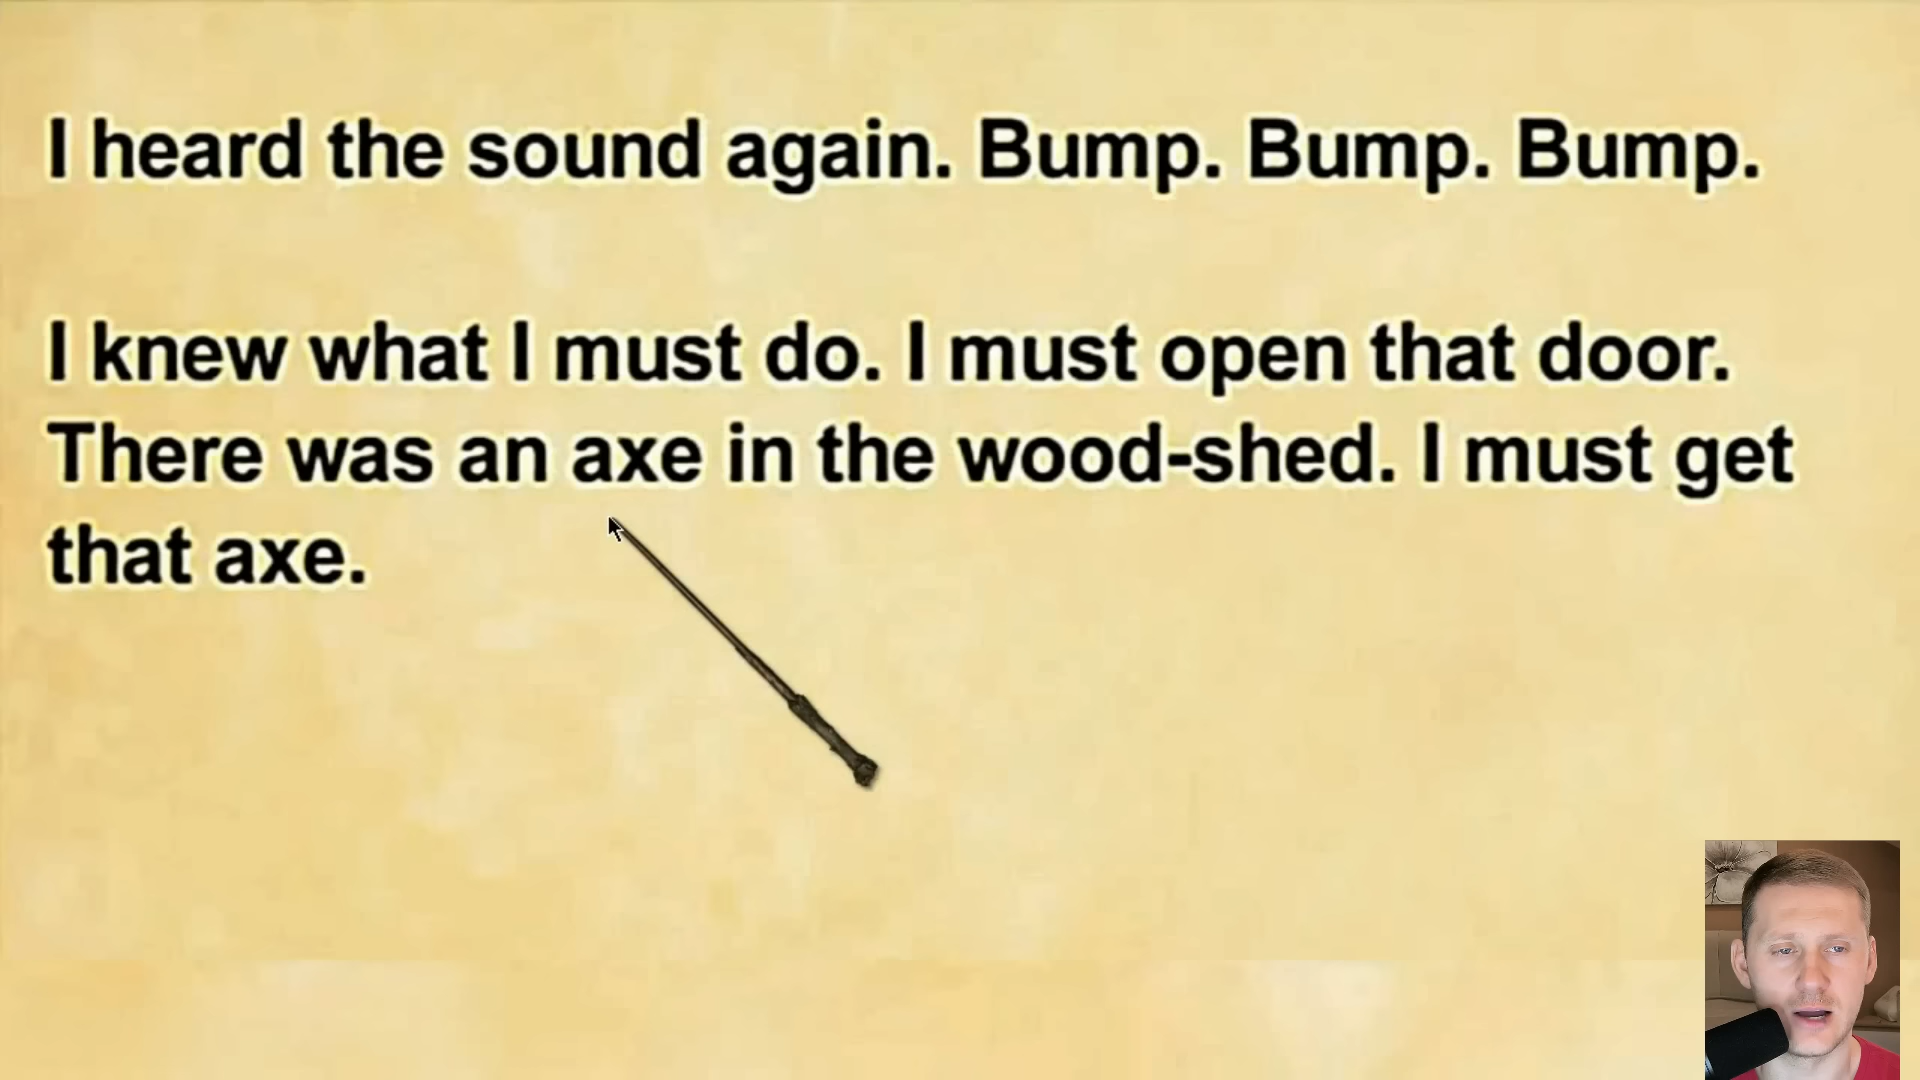 I heard the sound again. Bump. Bump. Bump.
I knew what I must do. I must open that door.
There was an axe in the wood-shed. I must get
that axe.